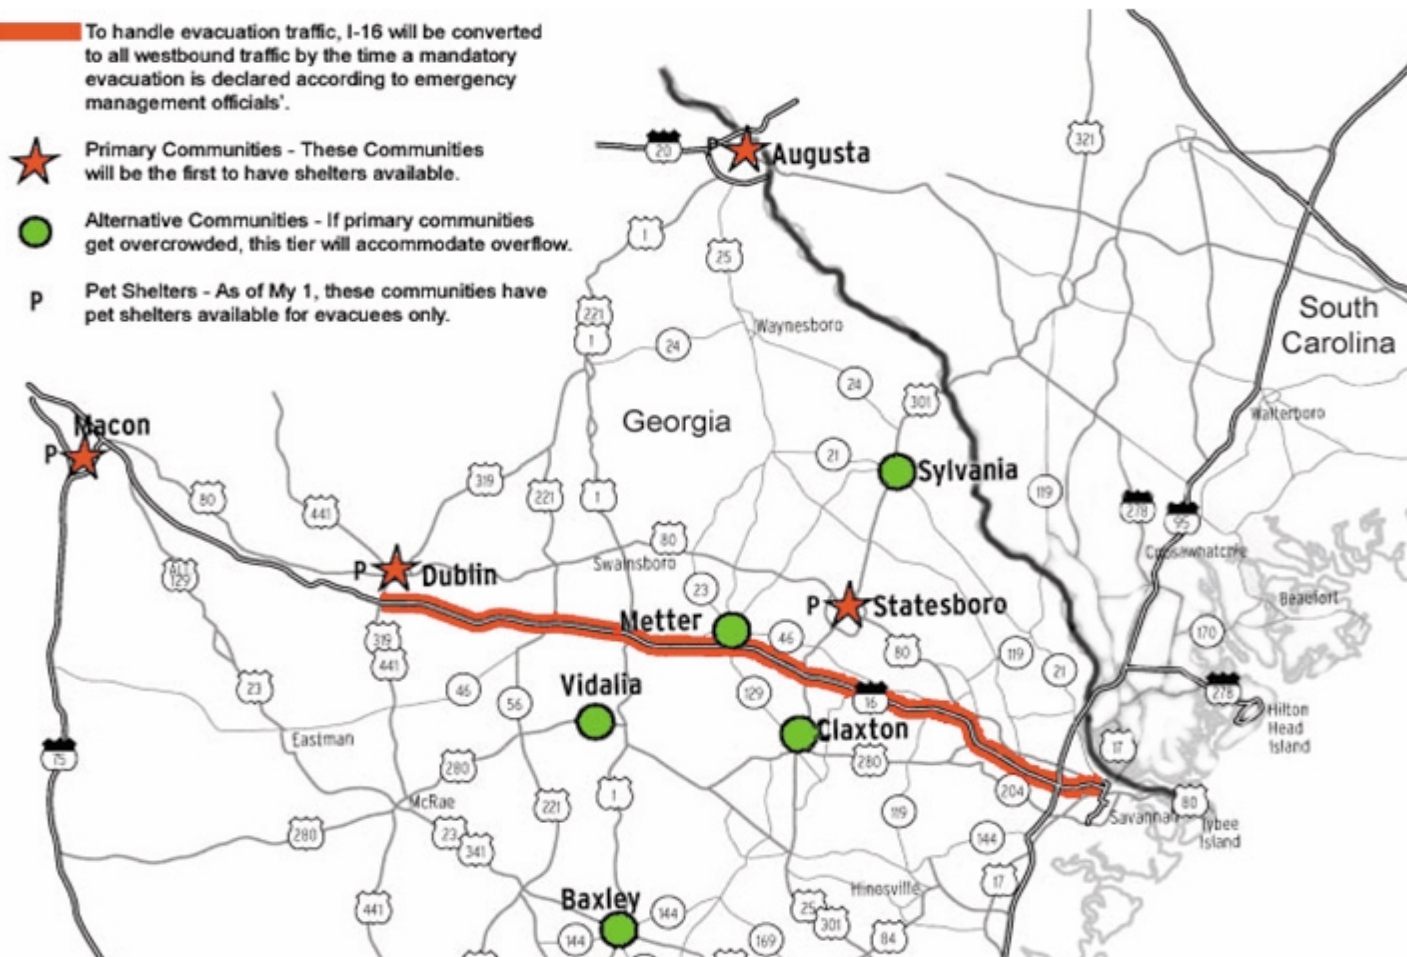 To handle evacuation traffic, I-16 will be converted
to all westbound traffic by the time a mandatory
evacuation is declared according to emergency
management officials'.
Primary Communities - These Communities
will be the first to have shelters available.
Alternative Communities - If primary communities
get overcrowded, this tier will accommodate overflow.
P
Pet Shelters - As of My 1, these communities have
pet shelters available for evacuees only.
321
20
P
Augusta
1
25
South
Carolina
221
1
Waynesboro
24
24
301
Georgia
Walterboro
Macon
P
21
Sylvania
319
119
80
221
1
441
278
95
80
Coosawhatchie
Swainsboro
ALT
129
P
Dublin
23
P
Statesboro
Beaufort
Metter
46
170
319
80
119
441
21
Vidalia
23
46
129
278
56
16
Hilton
Head
Island
Claxton
Eastman
17
75
280
280
204
1
McRae
221
80
119
Savannah
Tybee
Island
280
23
144
341
Hinesville
17
Baxley
441
144
25
301
144
169
84